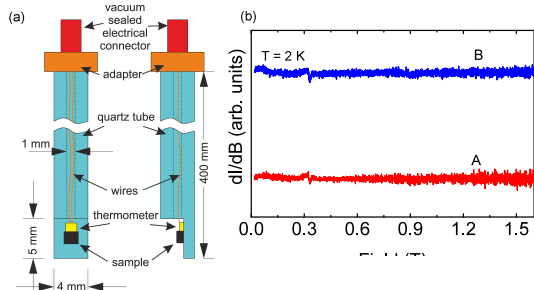 (a)
vacuum
sealed
electrical
connector
adapter
quartz tube
1 mm
wires
thermometer
sample
5 mm
4 mm
400 mm
(b)
T = 2 K
B
A
dI/dB (arb. units)
0.0 0.3 0.6 0.9 1.2 1.5
Field (T)